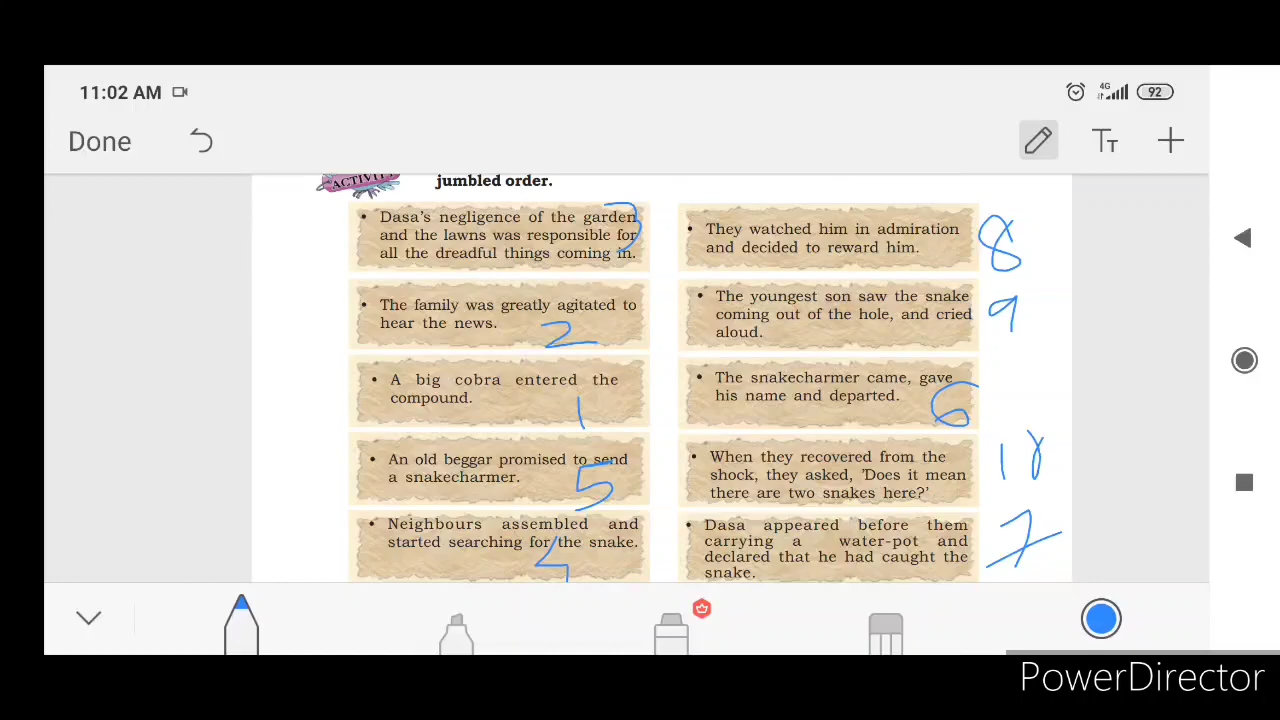 11:02 AM
4G
92
Done
TT
ACTIVITY
jumbled order.
• Dasa's negligence of the garden
and the lawns was responsible for
all the dreadful things coming in.
3
• They watched him in admiration
and decided to reward him.
8
• The family was greatly agitated to
hear the news.
2
• The youngest son saw the snake
coming out of the hole, and cried
aloud.
9
• A big cobra entered the
compound.
1
• The snakecharmer came, gave
his name and departed.
6
• An old beggar promised to send
a snakecharmer.
5
• When they recovered from the
shock, they asked, 'Does it mean
there are two snakes here?'
10
• Neighbours assembled and
started searching for the snake.
4
• Dasa appeared before them
carrying a water-pot and
declared that he had caught the
snake.
7
PowerDirector